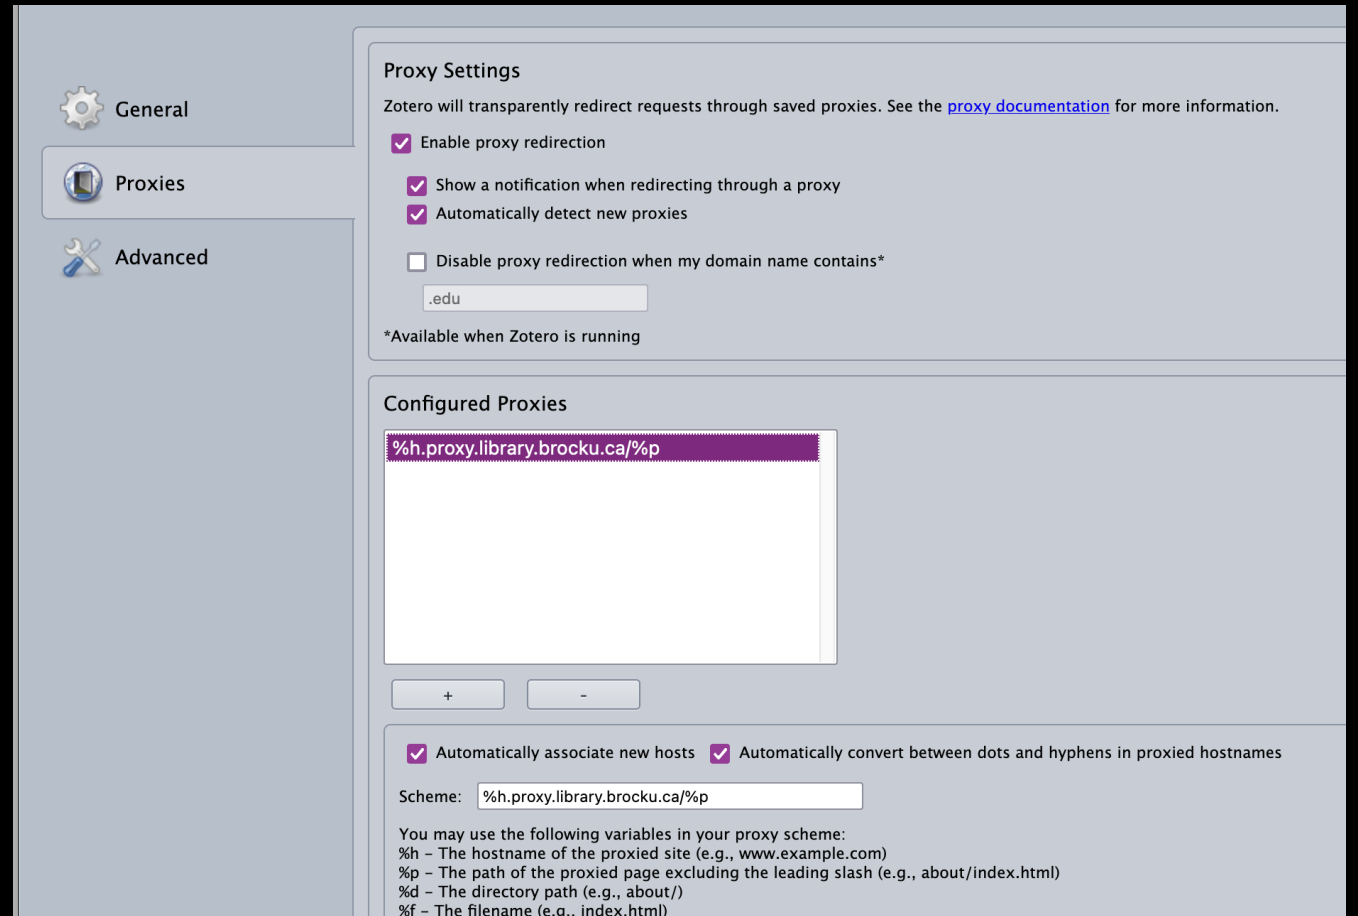 General
Proxies
Advanced
Proxy Settings
Zotero will transparently redirect requests through saved proxies. See the proxy documentation for more information.
Enable proxy redirection
Show a notification when redirecting through a proxy
Automatically detect new proxies
Disable proxy redirection when my domain name contains*
.edu
*Available when Zotero is running
Configured Proxies
%h.proxy.library.brocku.ca/%p
+ -
Automatically associate new hosts Automatically convert between dots and hyphens in proxied hostnames
Scheme: %h.proxy.library.brocku.ca/%p
You may use the following variables in your proxy scheme:
%h – The hostname of the proxied site (e.g., www.example.com)
%p – The path of the proxied page excluding the leading slash (e.g., about/index.html)
%d – The directory path (e.g., about/)
%f – The filename (e.g., index.html)